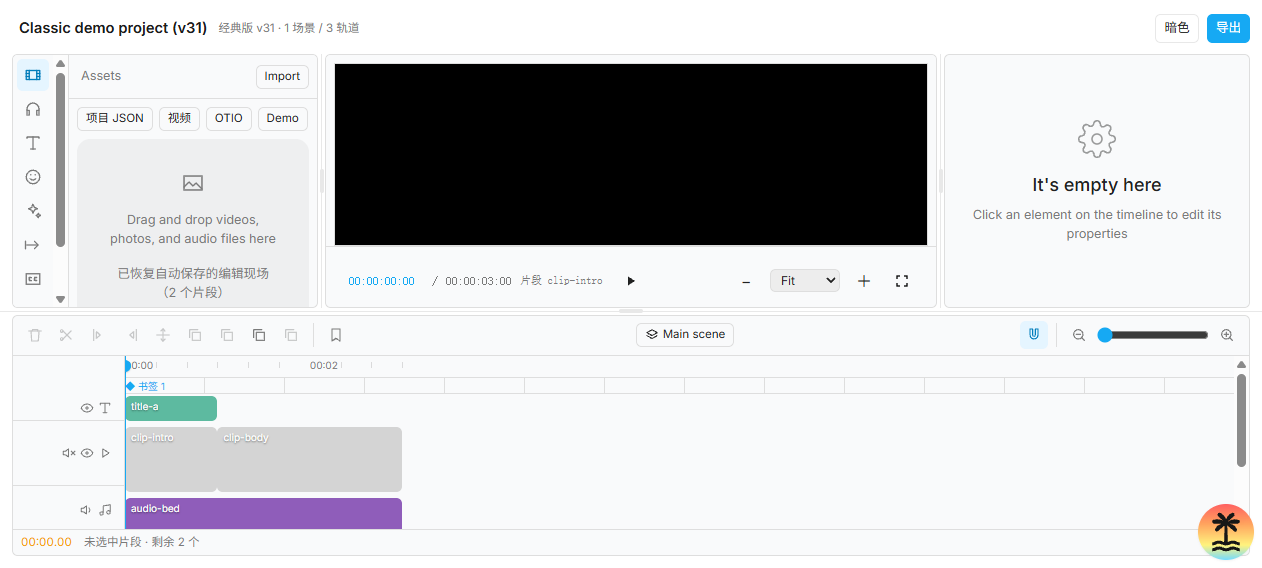 Classic demo project (v31) 经典版 v31 · 1 场景 / 3 轨道 暗色 导出
Assets Import
项目 JSON 视频 OTIO Demo
Drag and drop videos,
photos, and audio files here
已恢复自动保存的编辑现场
（2 个片段）
00:00:00:00 / 00:00:03:00 片段 clip-intro Fit
It's empty here
Click an element on the timeline to edit its
properties
Main scene
0:00 00:02
书签 1
title-a
clip-intro clip-body
audio-bed
00:00.00 未选中片段 · 剩余 2 个